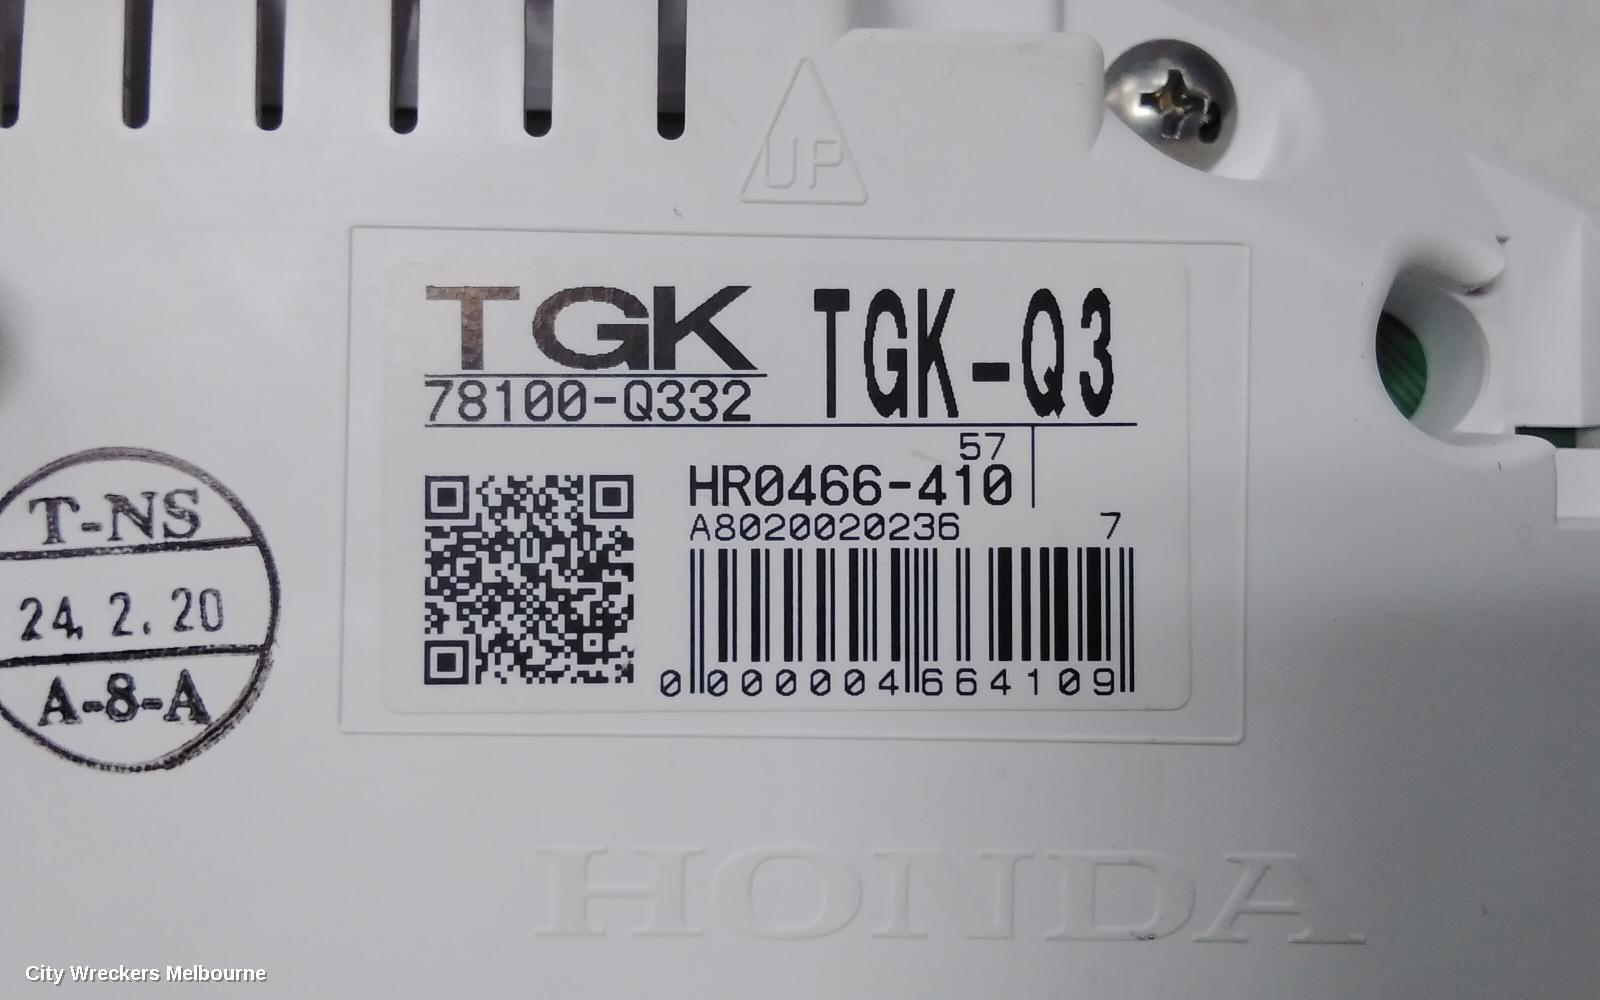 UP
TGK TGK-Q3
78100-Q332
57
HR0466-410
A8020020236 7
0 000004 664109
T-NS
24. 2. 20
A-8-A
HONDA
City Wreckers Melbourne